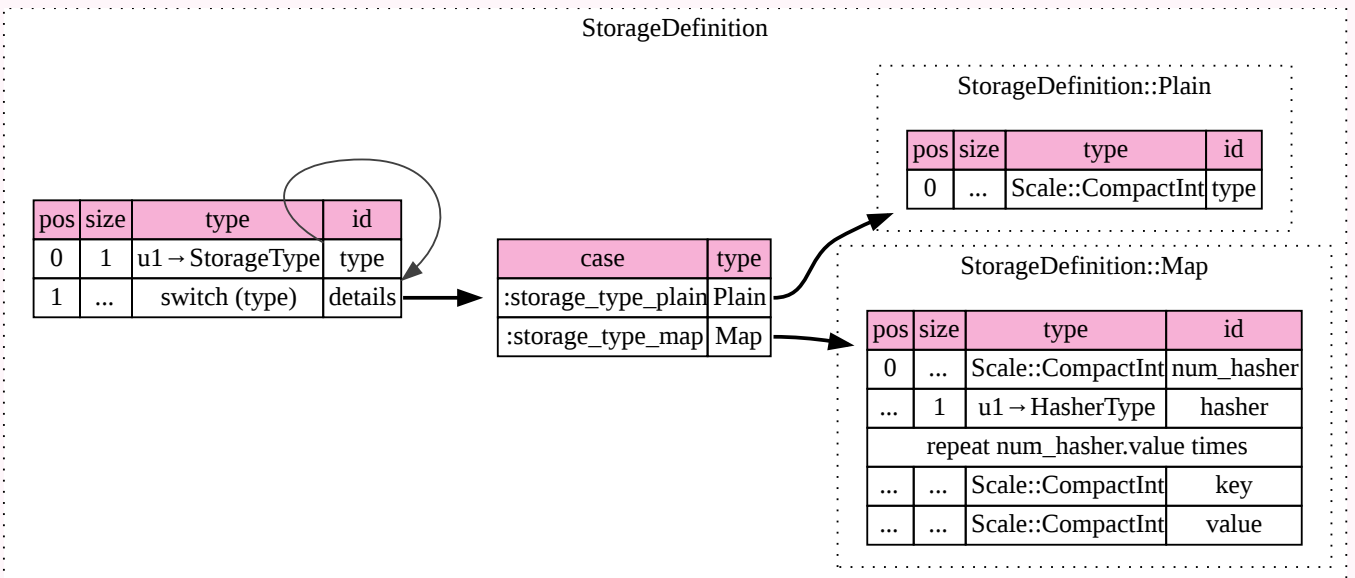 StorageDefinition
StorageDefinition::Plain
pos size type id
0 ... Scale::CompactInt type
pos size type id
0 1 u1→StorageType type
1 ... switch (type) details
case type
:storage_type_plain Plain
:storage_type_map Map
StorageDefinition::Map
pos size type id
0 ... Scale::CompactInt num_hasher
... 1 u1→HasherType hasher
repeat num_hasher.value times
... ... Scale::CompactInt key
... ... Scale::CompactInt value